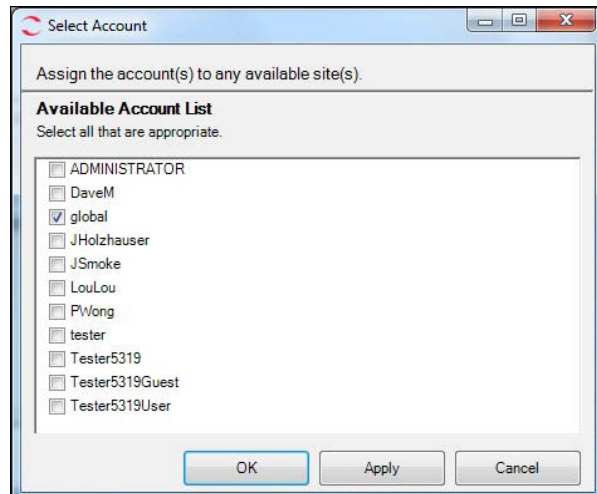 Select Account
Assign the account(s) to any available site(s).
Available Account List
Select all that are appropriate.
ADMINISTRATOR
DaveM
global
JHolzhauser
JSmoke
LouLou
PWong
tester
Tester5319
Tester5319Guest
Tester5319User
OK Apply Cancel